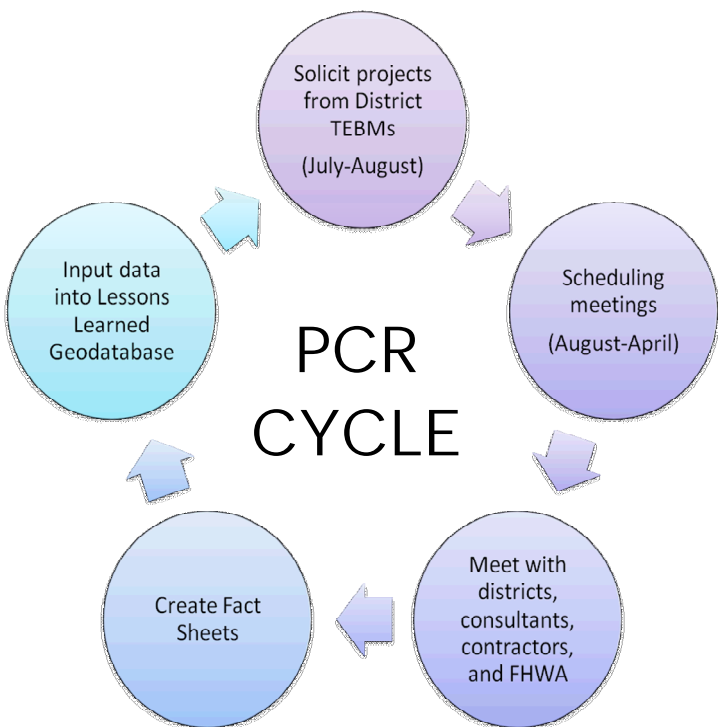 Solicit projects
from District
TEBMs
(July-August)
Scheduling
meetings
(August-April)
Meet with
districts,
consultants,
contractors,
and FHWA
Create Fact
Sheets
Input data
into Lessons
Learned
Geodatabase
PCR
CYCLE